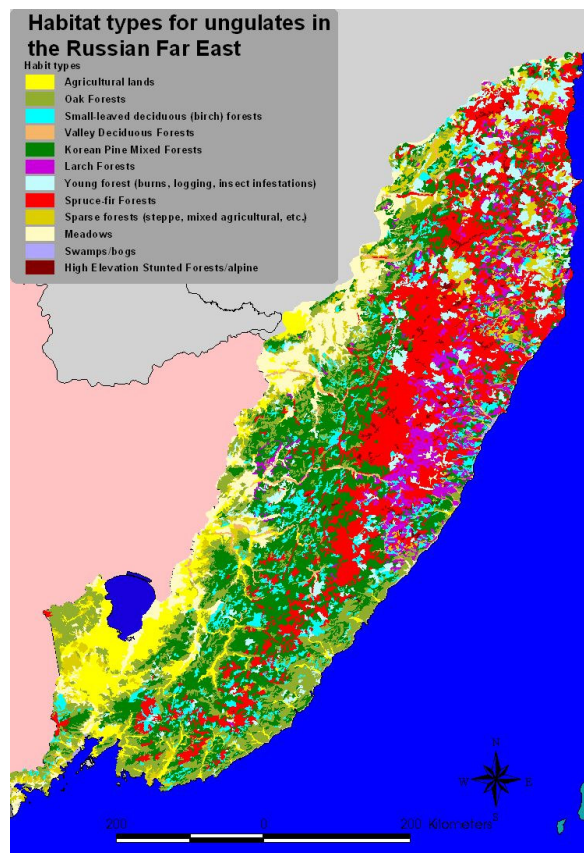 Habitat types for ungulates in
the Russian Far East
Habit types
Agricultural lands
Oak Forests
Small-leaved deciduous (birch) forests
Valley Deciduous Forests
Korean Pine Mixed Forests
Larch Forests
Young forest (burns, logging, insect infestations)
Spruce-fir Forests
Sparse forests (steppe, mixed agricultural, etc.)
Meadows
Swamps/bogs
High Elevation Stunted Forests/alpine
N
W E
S
200 0 200 Kilometers